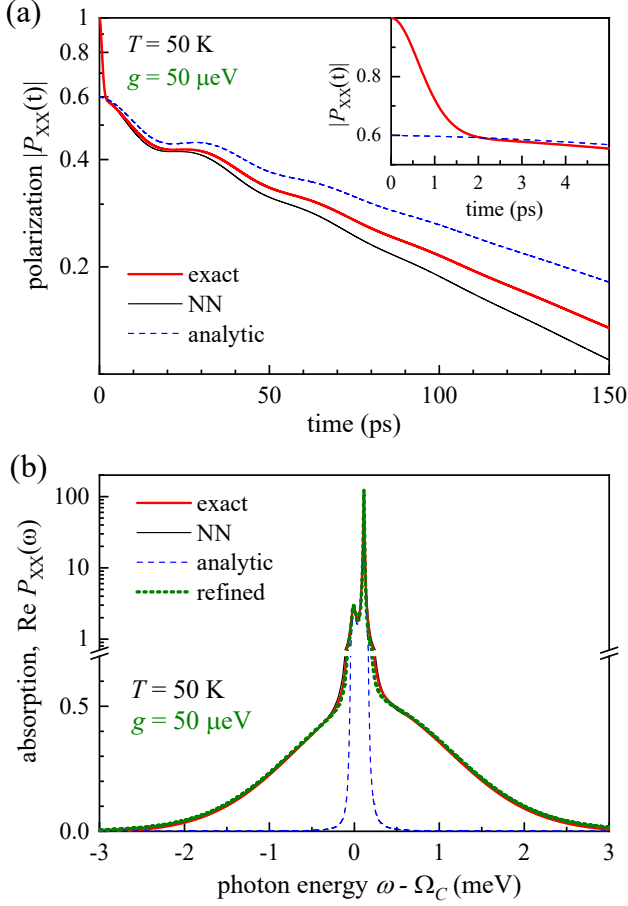 (a)
polarization |P_XX(t)|
1
0.8
0.6
0.4
0.2
T = 50 K
g = 50 μeV
exact
NN
analytic
0
50
100
150
time (ps)
|P_XX(t)|
0.8
0.6
0
1
2
3
4
time (ps)
(b)
absorption, Re P_XX(ω)
100
10
1
0.5
0.0
exact
NN
analytic
refined
T = 50 K
g = 50 μeV
-3
-2
-1
0
1
2
3
photon energy ω - Ω_C (meV)